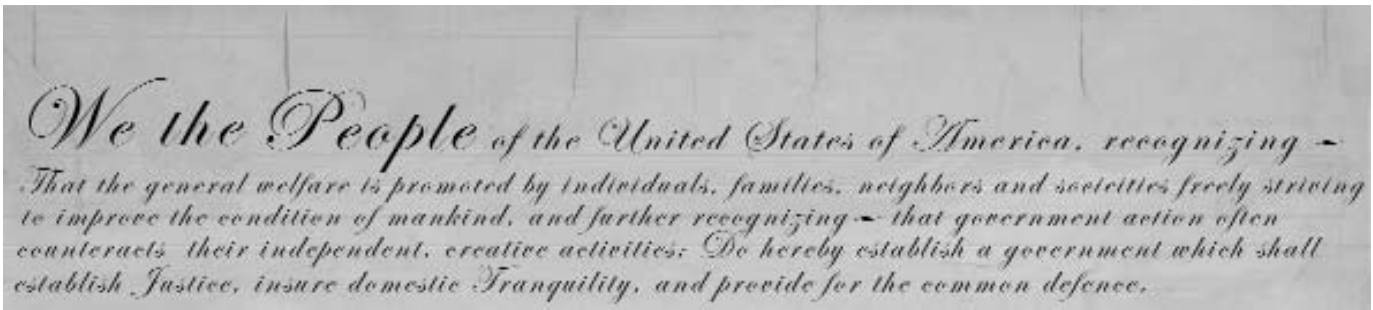 We the People of the United States of America, recognizing -
That the general welfare is promoted by individuals, families, neighbors and socicities freely striving
to improve the condition of mankind, and further recognizing - that government action often
counteracts their independent, creative activities: Do hereby establish a government which shall
establish Justice, insure domestic Tranquility, and provide for the common defence.